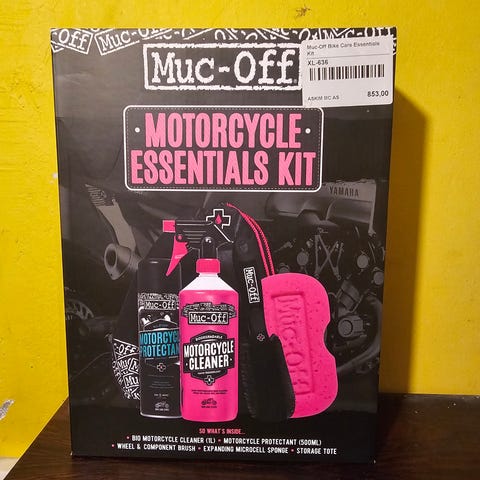 Muc-Off
Muc-Off Bike Care Essentials
Kit
XL-636
ASKIM MC AS
853,00
MOTORCYCLE
ESSENTIALS KIT
YAMAHA
Muc-Off
MOTORCYCLE
PROTECTANT
Muc-Off
BIODEGRADABLE
MOTORCYCLE
CLEANER
Muc-Off
Muc-Off
SO WHAT'S INSIDE...
• BIO MOTORCYCLE CLEANER (1L) • MOTORCYCLE PROTECTANT (500ML)
• WHEEL & COMPONENT BRUSH • EXPANDING MICROCELL SPONGE • STORAGE TOTE